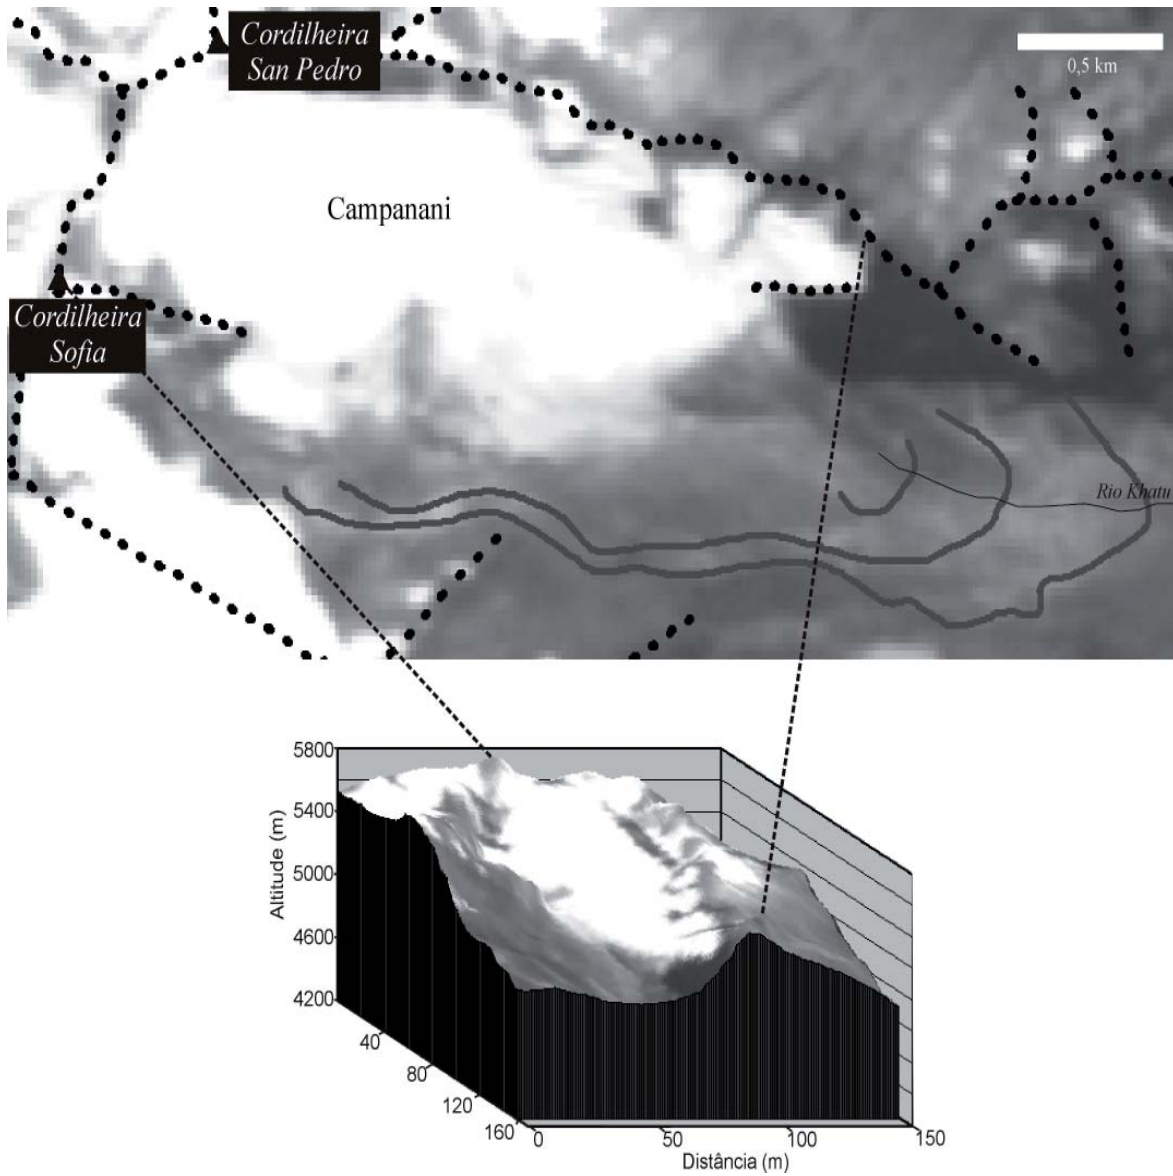 Cordilheira
San Pedro
0,5 km
Campanani
Cordilheira
Sofia
Rio Khatu
5800
5400
5000
4600
4200
Altitude (m)
40
80
120
160
0
50
100
150
Distância (m)